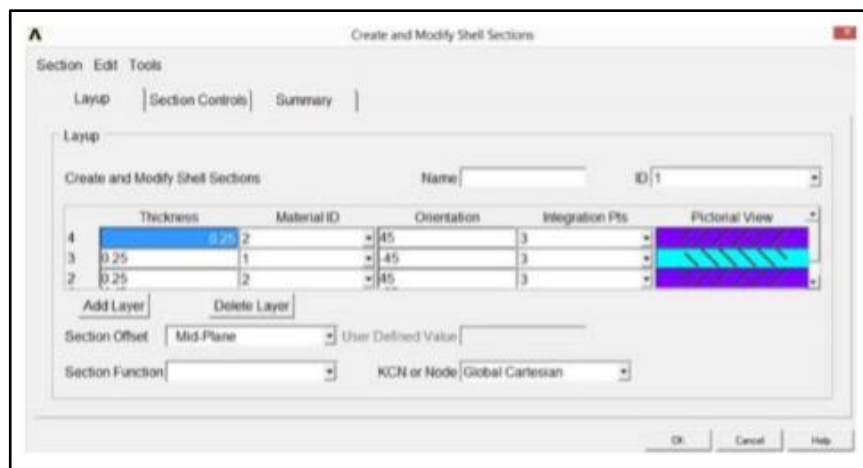 Create and Modify Shell Sections
Section Edit Tools
Layup Section Controls Summary
Layup
Create and Modify Shell Sections Name ID 1
Thickness Material ID Orientation Integration Pts Pictorial View
4 0.25 2 45 3
3 0.25 1 -45 3
2 0.25 2 45 3
Add Layer Delete Layer
Section Offset Mid-Plane User Defined Value
Section Function KCN or Node Global Cartesian
OK Cancel Help